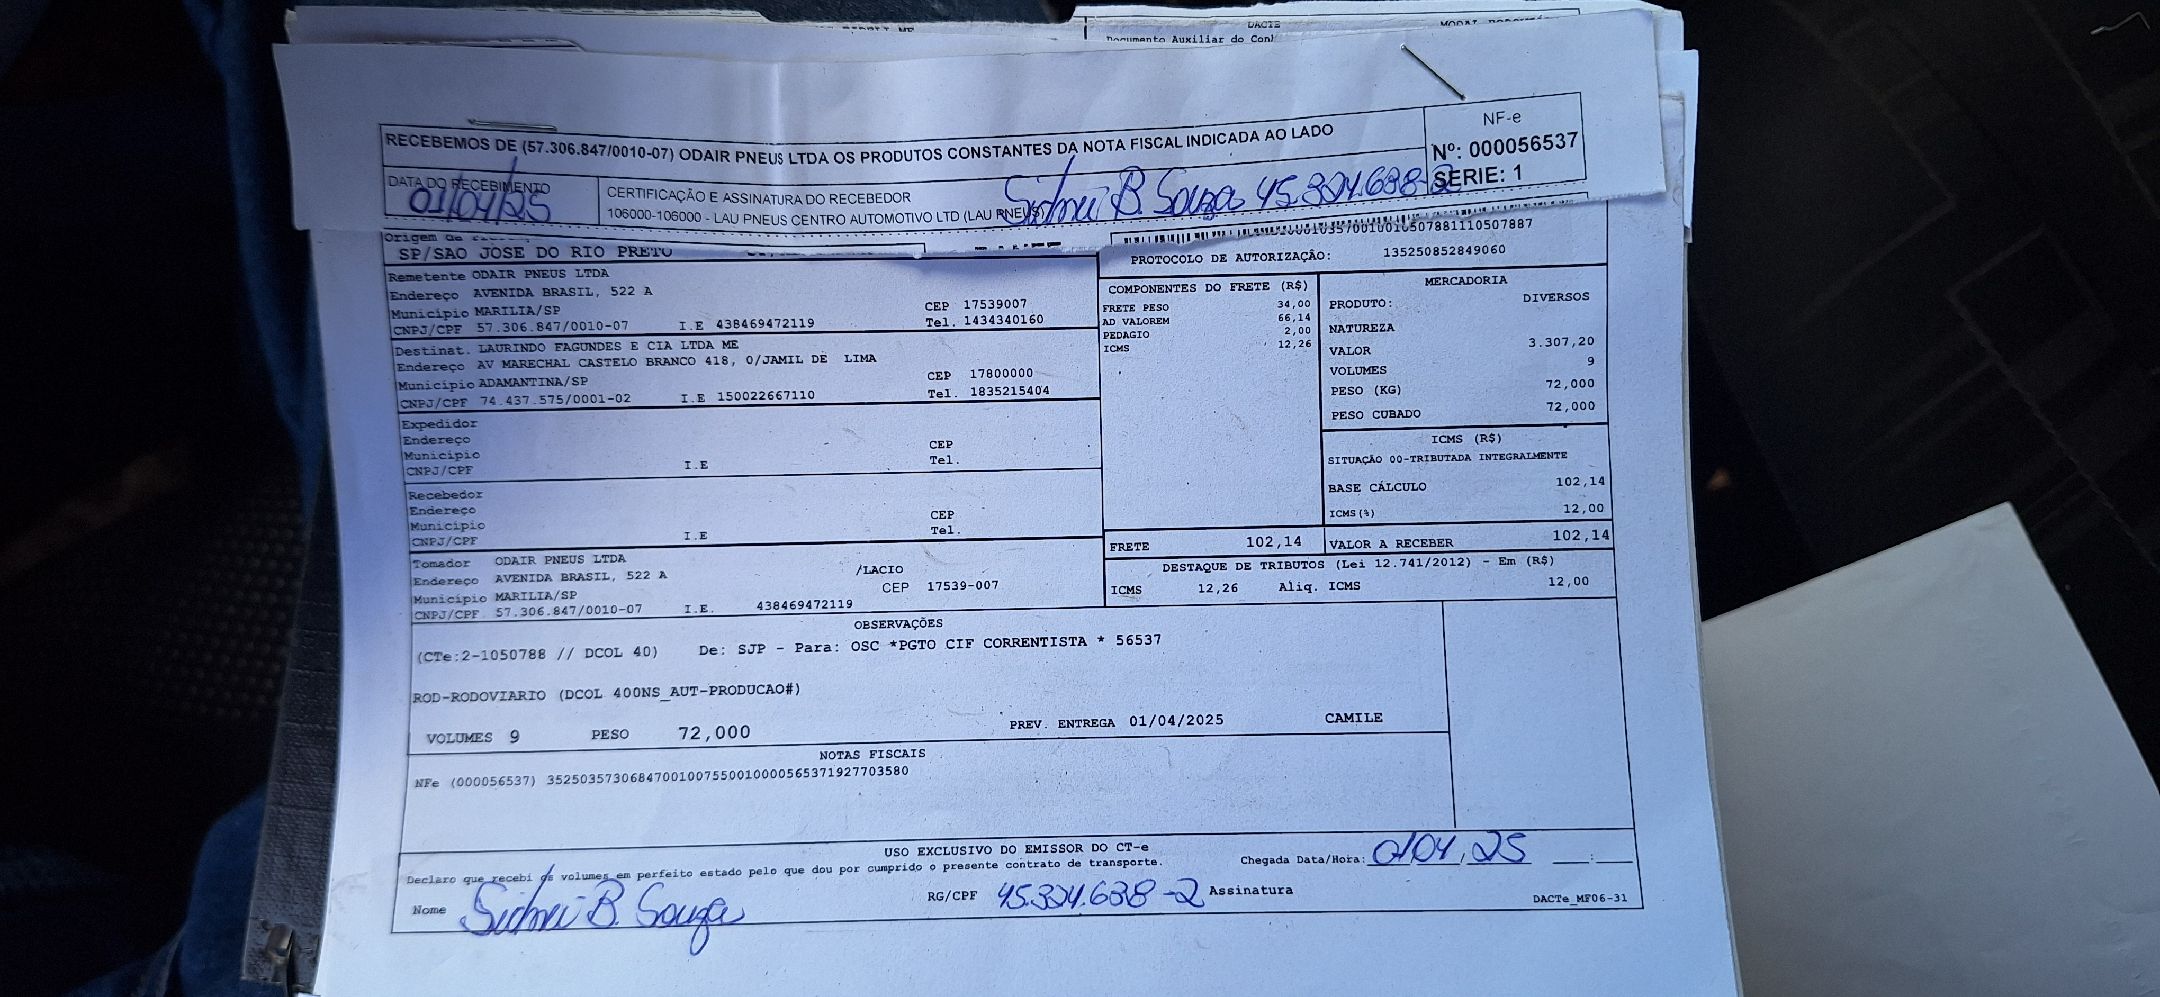 DACTE
Documento Auxiliar do Con
RECEBEMOS DE (57.306.847/0010-07) ODAIR PNEUS LTDA OS PRODUTOS CONSTANTES DA NOTA FISCAL INDICADA AO LADO
NF-e
Nº: 000056537
SERIE: 1
DATA DO RECEBIMENTO
01/04/25
CERTIFICAÇÃO E ASSINATURA DO RECEBEDOR
106000-106000 - LAU PNEUS CENTRO AUTOMOTIVO LTD (LAU PNEUS)
Sidnei B. Souza 45.324.638-2
SP/SAO JOSE DO RIO PRETO
PROTOCOLO DE AUTORIZAÇÃO: 135250852849060
Remetente ODAIR PNEUS LTDA
Endereço AVENIDA BRASIL, 522 A
Município MARILIA/SP CEP 17539007
CNPJ/CPF 57.306.847/0010-07 I.E 438469472119 Tel. 1434340160
Destinat. LAURINDO FAGUNDES E CIA LTDA ME
Endereço AV MARECHAL CASTELO BRANCO 418, O/JAMIL DE LIMA
Município ADAMANTINA/SP CEP 17800000
CNPJ/CPF 74.437.575/0001-02 I.E 150022667110 Tel. 1835215404
Expedidor
Endereço
Município CEP
CNPJ/CPF I.E Tel.
Recebedor
Endereço
Município CEP
CNPJ/CPF I.E Tel.
Tomador ODAIR PNEUS LTDA
Endereço AVENIDA BRASIL, 522 A /LACIO
Município MARILIA/SP CEP 17539-007
CNPJ/CPF 57.306.847/0010-07 I.E. 438469472119
COMPONENTES DO FRETE (R$)
FRETE PESO 34,00
AD VALOREM 66,14
PEDAGIO 2,00
ICMS 12,26
FRETE 102,14
MERCADORIA
PRODUTO: DIVERSOS
NATUREZA
VALOR 3.307,20
VOLUMES 9
PESO (KG) 72,000
PESO CUBADO 72,000
ICMS (R$)
SITUAÇÃO 00-TRIBUTADA INTEGRALMENTE
BASE CÁLCULO 102,14
ICMS(%) 12,00
VALOR A RECEBER 102,14
DESTAQUE DE TRIBUTOS (Lei 12.741/2012) - Em (R$)
ICMS 12,26 Aliq. ICMS 12,00
OBSERVAÇÕES
(CTe:2-1050788 // DCOL 40) De: SJP - Para: OSC *PGTO CIF CORRENTISTA * 56537
ROD-RODOVIARIO (DCOL 400NS_AUT-PRODUCAO#)
VOLUMES 9 PESO 72,000 PREV. ENTREGA 01/04/2025 CAMILE
NOTAS FISCAIS
NFe (000056537) 35250357306847001007550010000565371927703580
USO EXCLUSIVO DO EMISSOR DO CT-e
Declaro que recebi os volumes em perfeito estado pelo que dou por cumprido o presente contrato de transporte.
Chegada Data/Hora: 0/04,25 ___:___
Nome Sidnei B. Souza RG/CPF 45.324.638-2 Assinatura
DACTe_MF06-31